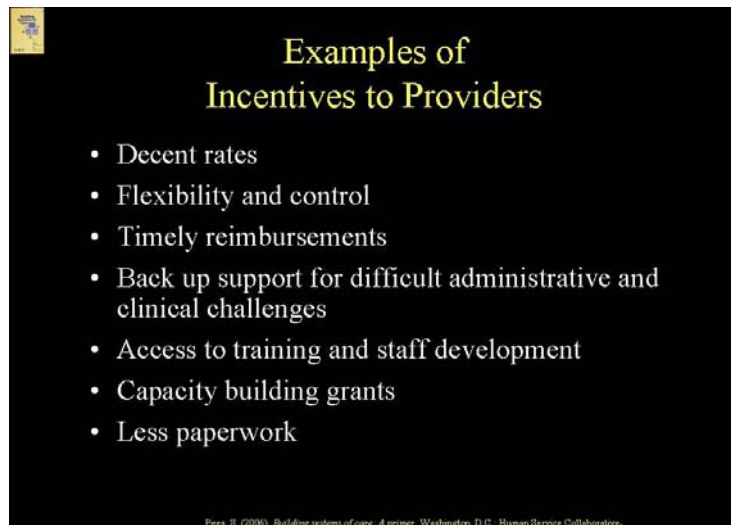 Examples of
Incentives to Providers
• Decent rates
• Flexibility and control
• Timely reimbursements
• Back up support for difficult administrative and
clinical challenges
• Access to training and staff development
• Capacity building grants
• Less paperwork
Pires, S. (2006). Building systems of care: A primer. Washington, D.C.: Human Service Collaborative.